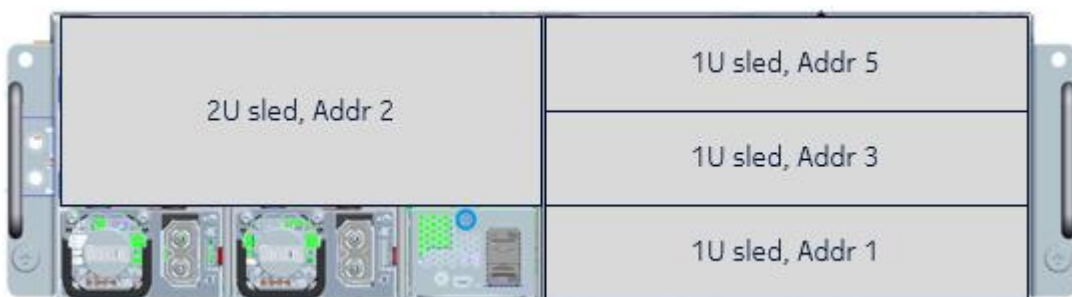 2U sled, Addr 2
1U sled, Addr 5
1U sled, Addr 3
1U sled, Addr 1